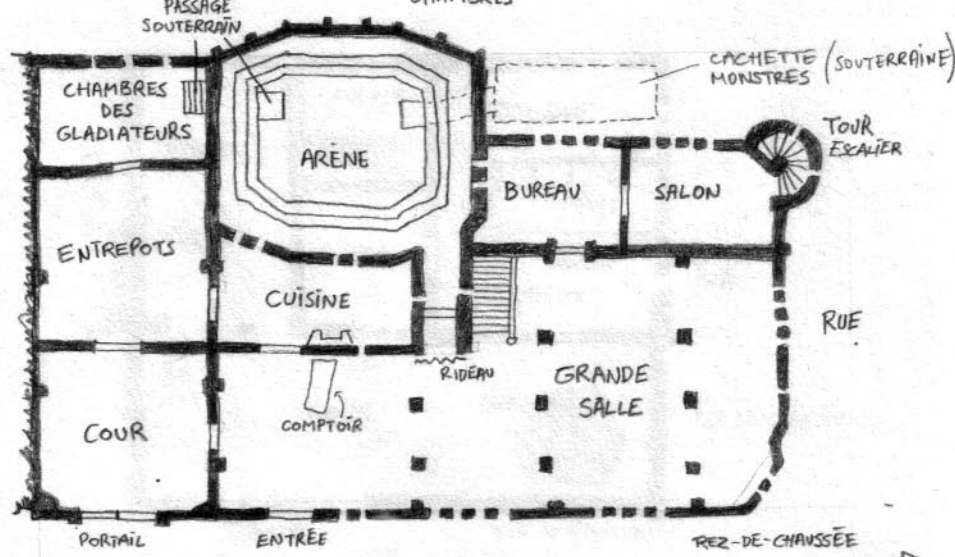 CHAMBRES
PASSAGE
SOUTERRAIN
CACHETTE
MONSTRES (SOUTERRAINE)
CHAMBRES
DES
GLADIATEURS
ARÈNE
TOUR
ESCALIER
BUREAU
SALON
ENTREPOTS
CUISINE
RUE
RIDEAU
GRANDE
SALLE
COMPTOIR
COUR
PORTAIL
ENTRÉE
REZ-DE-CHAUSSÉE